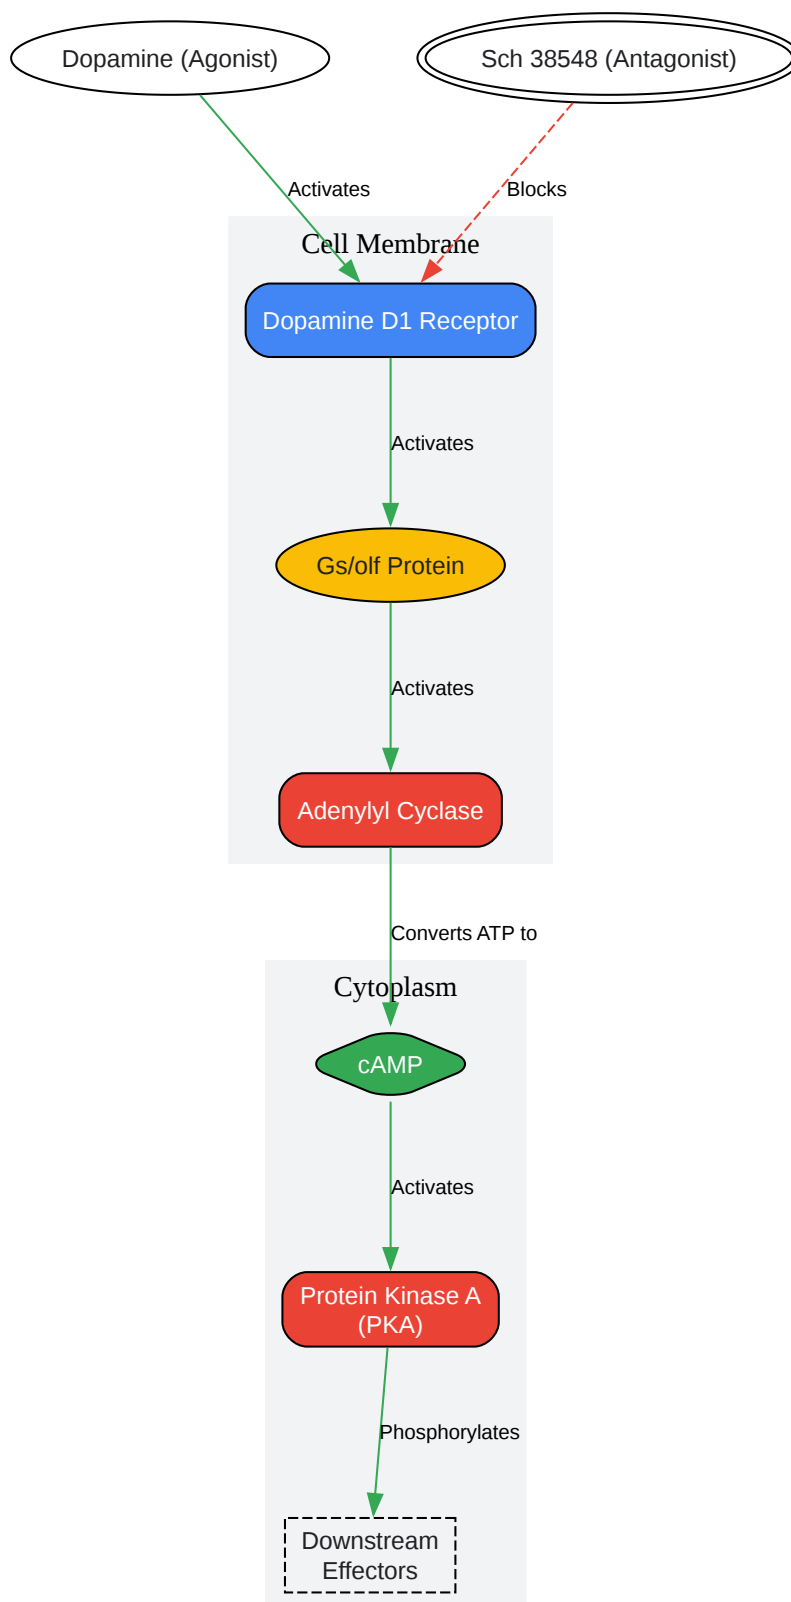 Dopamine (Agonist)
Sch 38548 (Antagonist)
Activates
Blocks
Cell Membrane
Dopamine D1 Receptor
Activates
Gs/olf Protein
Activates
Adenylyl Cyclase
Converts ATP to
Cytoplasm
cAMP
Activates
Protein Kinase A
(PKA)
Phosphorylates
Downstream
Effectors